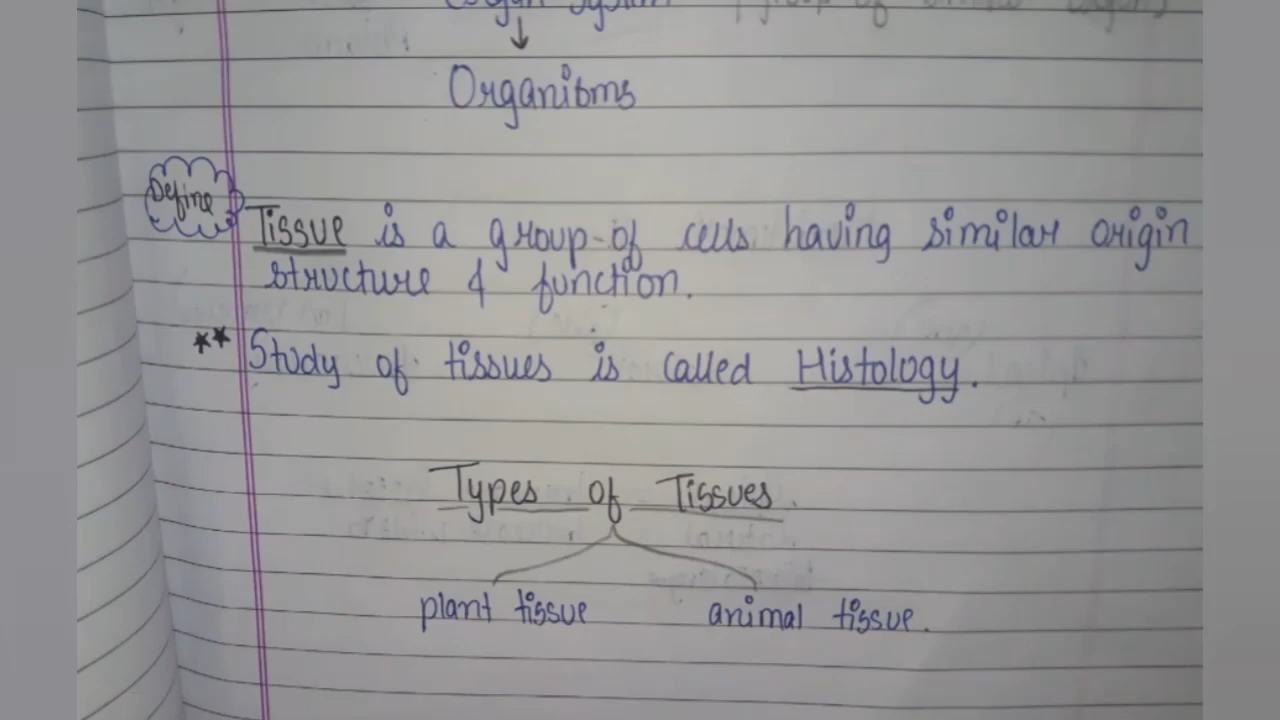 Organisms
Define
Tissue is a group of cells having similar origin
structure & function.
** Study of tissues is called Histology.
Types of Tissues.
plant tissue animal tissue.